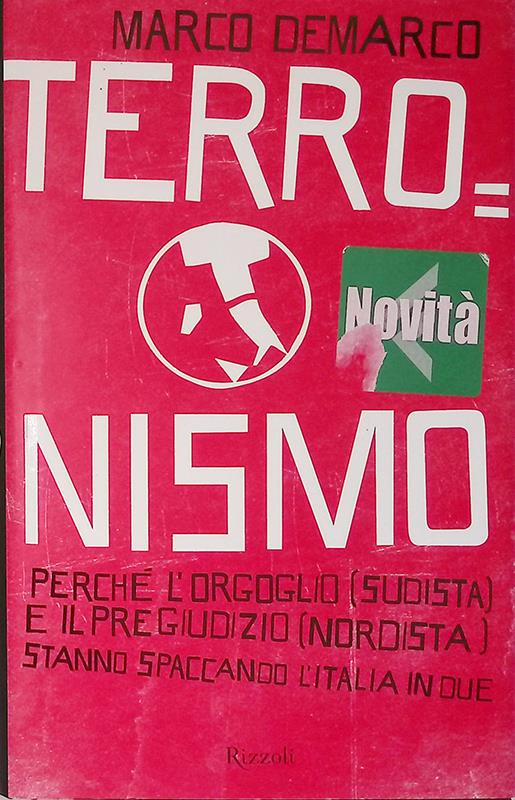 MARCO DEMARCO
TERRO=
Novità
NISMO
PERCHÉ L'ORGOGLIO (SUDISTA)
E IL PREGIUDIZIO (NORDISTA)
STANNO SPACCANDO L'ITALIA IN DUE
Rizzoli